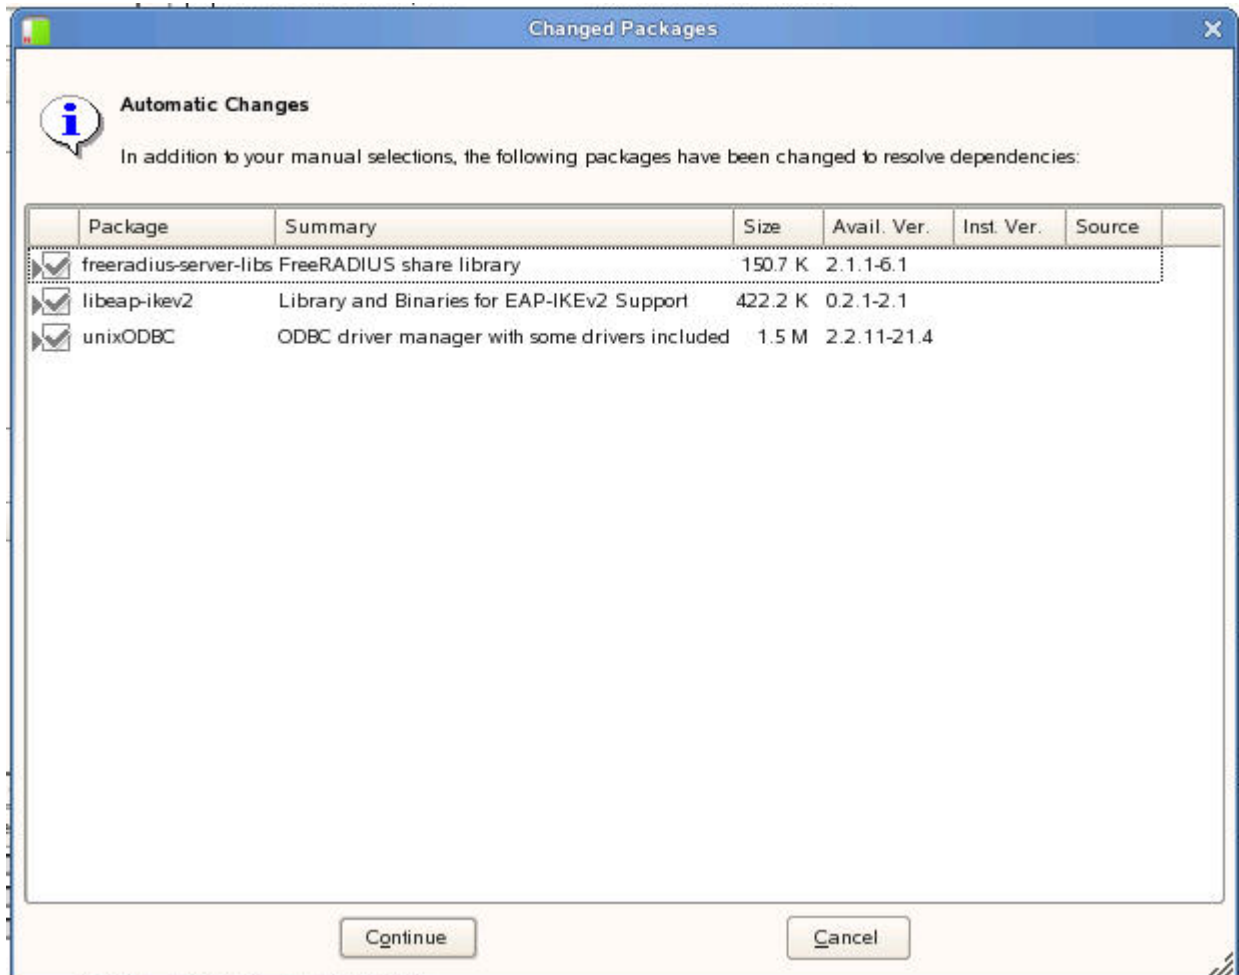 Changed Packages
Automatic Changes
In addition to your manual selections, the following packages have been changed to resolve dependencies:
Package Summary Size Avail. Ver. Inst. Ver. Source
freeradius-server-libs FreeRADIUS share library 150.7 K 2.1.1-6.1
libeap-ikev2 Library and Binaries for EAP-IKEv2 Support 422.2 K 0.2.1-2.1
unixODBC ODBC driver manager with some drivers included 1.5 M 2.2.11-21.4
Continue Cancel